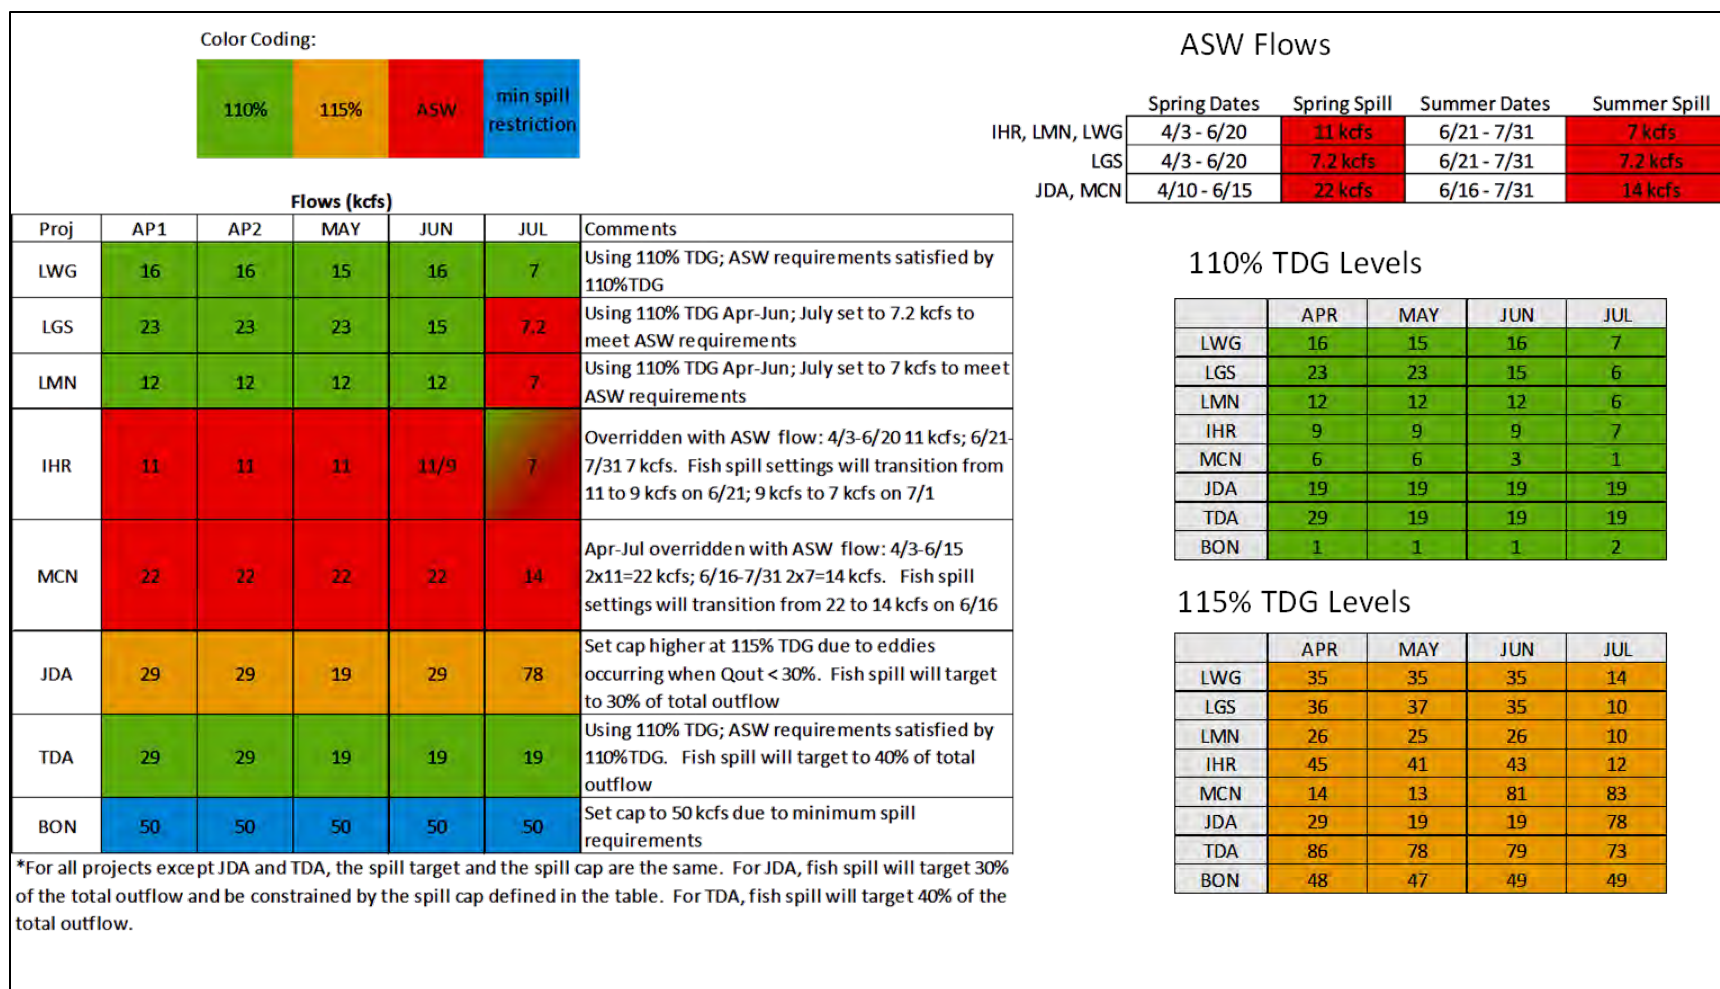 Color Coding:
110% 115% ASW min spill restriction
Flows (kcfs)
Proj AP1 AP2 MAY JUN JUL Comments
LWG 16 16 15 16 7 Using 110% TDG; ASW requirements satisfied by
110%TDG
LGS 23 23 23 15 7.2 Using 110% TDG Apr-Jun; July set to 7.2 kcfs to
meet ASW requirements
LMN 12 12 12 12 7 Using 110% TDG Apr-Jun; July set to 7 kcfs to meet
ASW requirements
IHR 11 11 11 11/9 7 Overridden with ASW flow: 4/3-6/20 11 kcfs; 6/21-
7/31 7 kcfs. Fish spill settings will transition from
11 to 9 kcfs on 6/21; 9 kcfs to 7 kcfs on 7/1
MCN 22 22 22 22 14 Apr-Jul overridden with ASW flow: 4/3-6/15
2x11=22 kcfs; 6/16-7/31 2x7=14 kcfs. Fish spill
settings will transition from 22 to 14 kcfs on 6/16
JDA 29 29 19 29 78 Set cap higher at 115% TDG due to eddies
occurring when Qout < 30%. Fish spill will target
to 30% of total outflow
TDA 29 29 19 19 19 Using 110% TDG; ASW requirements satisfied by
110%TDG. Fish spill will target to 40% of total
outflow
BON 50 50 50 50 50 Set cap to 50 kcfs due to minimum spill
requirements
*For all projects except JDA and TDA, the spill target and the spill cap are the same. For JDA, fish spill will target 30%
of the total outflow and be constrained by the spill cap defined in the table. For TDA, fish spill will target 40% of the
total outflow.
ASW Flows
Spring Dates Spring Spill Summer Dates Summer Spill
IHR, LMN, LWG 4/3 - 6/20 11 kcfs 6/21 - 7/31 7 kcfs
LGS 4/3 - 6/20 7.2 kcfs 6/21 - 7/31 7.2 kcfs
JDA, MCN 4/10 - 6/15 22 kcfs 6/16 - 7/31 14 kcfs
110% TDG Levels
APR MAY JUN JUL
LWG 16 15 16 7
LGS 23 23 15 6
LMN 12 12 12 6
IHR 9 9 9 7
MCN 6 6 3 1
JDA 19 19 19 19
TDA 29 19 19 19
BON 1 1 1 2
115% TDG Levels
APR MAY JUN JUL
LWG 35 35 35 14
LGS 36 37 35 10
LMN 26 25 26 10
IHR 45 41 43 12
MCN 14 13 81 83
JDA 29 19 19 78
TDA 86 78 79 73
BON 48 47 49 49